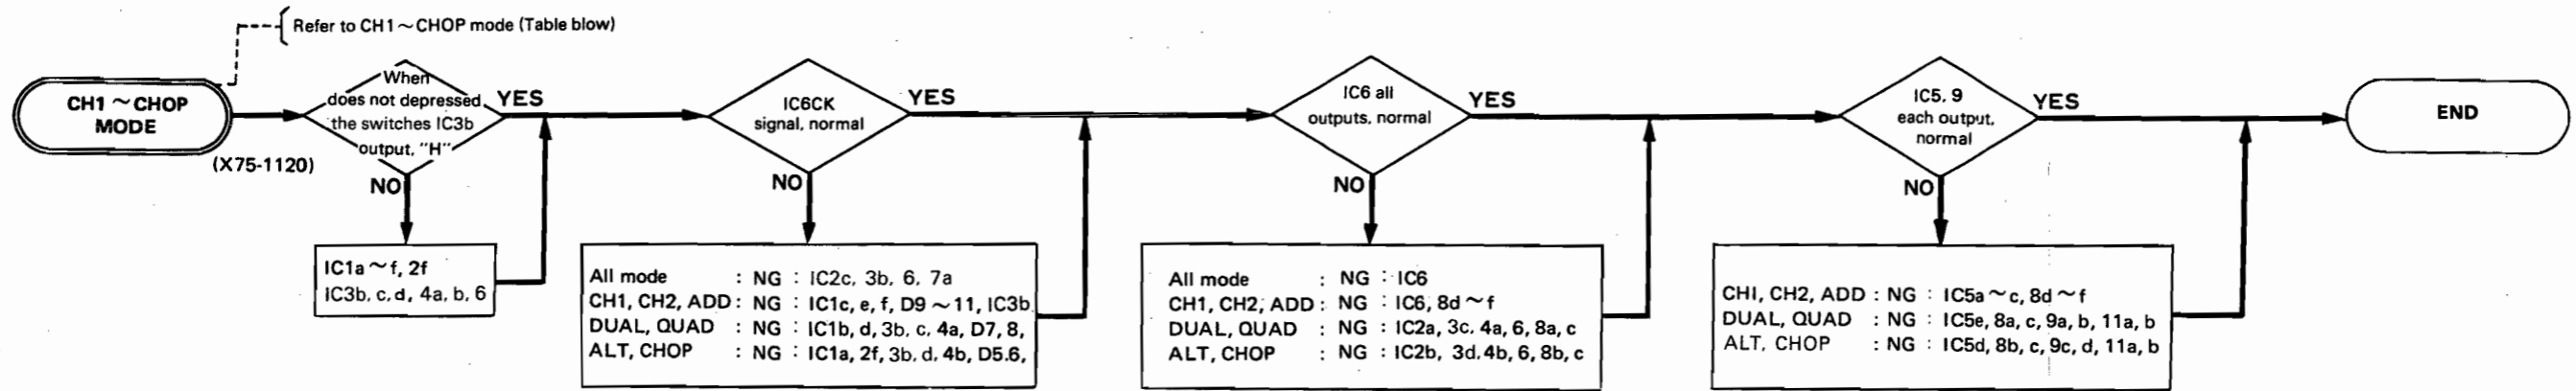 Refer to CH1～CHOP mode (Table blow)
CH1 ～ CHOP
MODE
(X75-1120)
When
does not depressed
the switches IC3b
output, "H"
YES
NO
IC1a ～ f, 2f
IC3b, c, d, 4a, b, 6
IC6CK
signal, normal
YES
NO
All mode : NG : IC2c, 3b, 6, 7a
CH1, CH2, ADD : NG : IC1c, e, f, D9 ～ 11, IC3b
DUAL, QUAD : NG : IC1b, d, 3b, c, 4a, D7, 8,
ALT, CHOP : NG : IC1a, 2f, 3b, d, 4b, D5.6,
IC6 all
outputs, normal
YES
NO
All mode : NG : IC6
CH1, CH2, ADD : NG : IC6, 8d ～ f
DUAL, QUAD : NG : IC2a, 3c, 4a, 6, 8a, c
ALT, CHOP : NG : IC2b, 3d. 4b, 6, 8b, c
IC5, 9
each output,
normal
YES
NO
CHI, CH2, ADD : NG : IC5a ～ c, 8d ～ f
DUAL, QUAD : NG : IC5e, 8a, c, 9a, b, 11a, b
ALT, CHOP : NG : IC5d, 8b, c, 9c, d, 11a, b
END